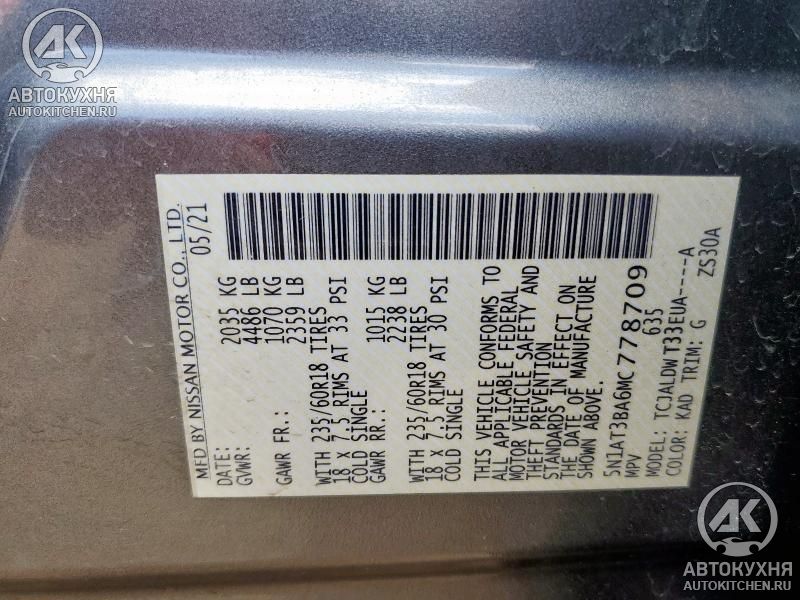 AK
АВТОКУХНЯ
AUTOKITCHEN.RU
MFD BY NISSAN MOTOR CO., LTD.
DATE: 05/21
GVWR: 2035 KG
4486 LB
GAWR FR.: 1070 KG
2359 LB
WITH 235/60R18 TIRES
18 x 7.5 RIMS AT 33 PSI
COLD SINGLE
GAWR RR.: 1015 KG
2238 LB
WITH 235/60R18 TIRES
18 x 7.5 RIMS AT 30 PSI
COLD SINGLE
THIS VEHICLE CONFORMS TO
ALL APPLICABLE FEDERAL
MOTOR VEHICLE SAFETY AND
THEFT PREVENTION
STANDARDS IN EFFECT ON
THE DATE OF MANUFACTURE
SHOWN ABOVE.
5N1AT3BA6MC778709
MPV 635
MODEL: TCJALDW T33EUA-----A
COLOR: KAD TRIM: G ZS30A
AK
АВТОКУХНЯ
AUTOKITCHEN.RU